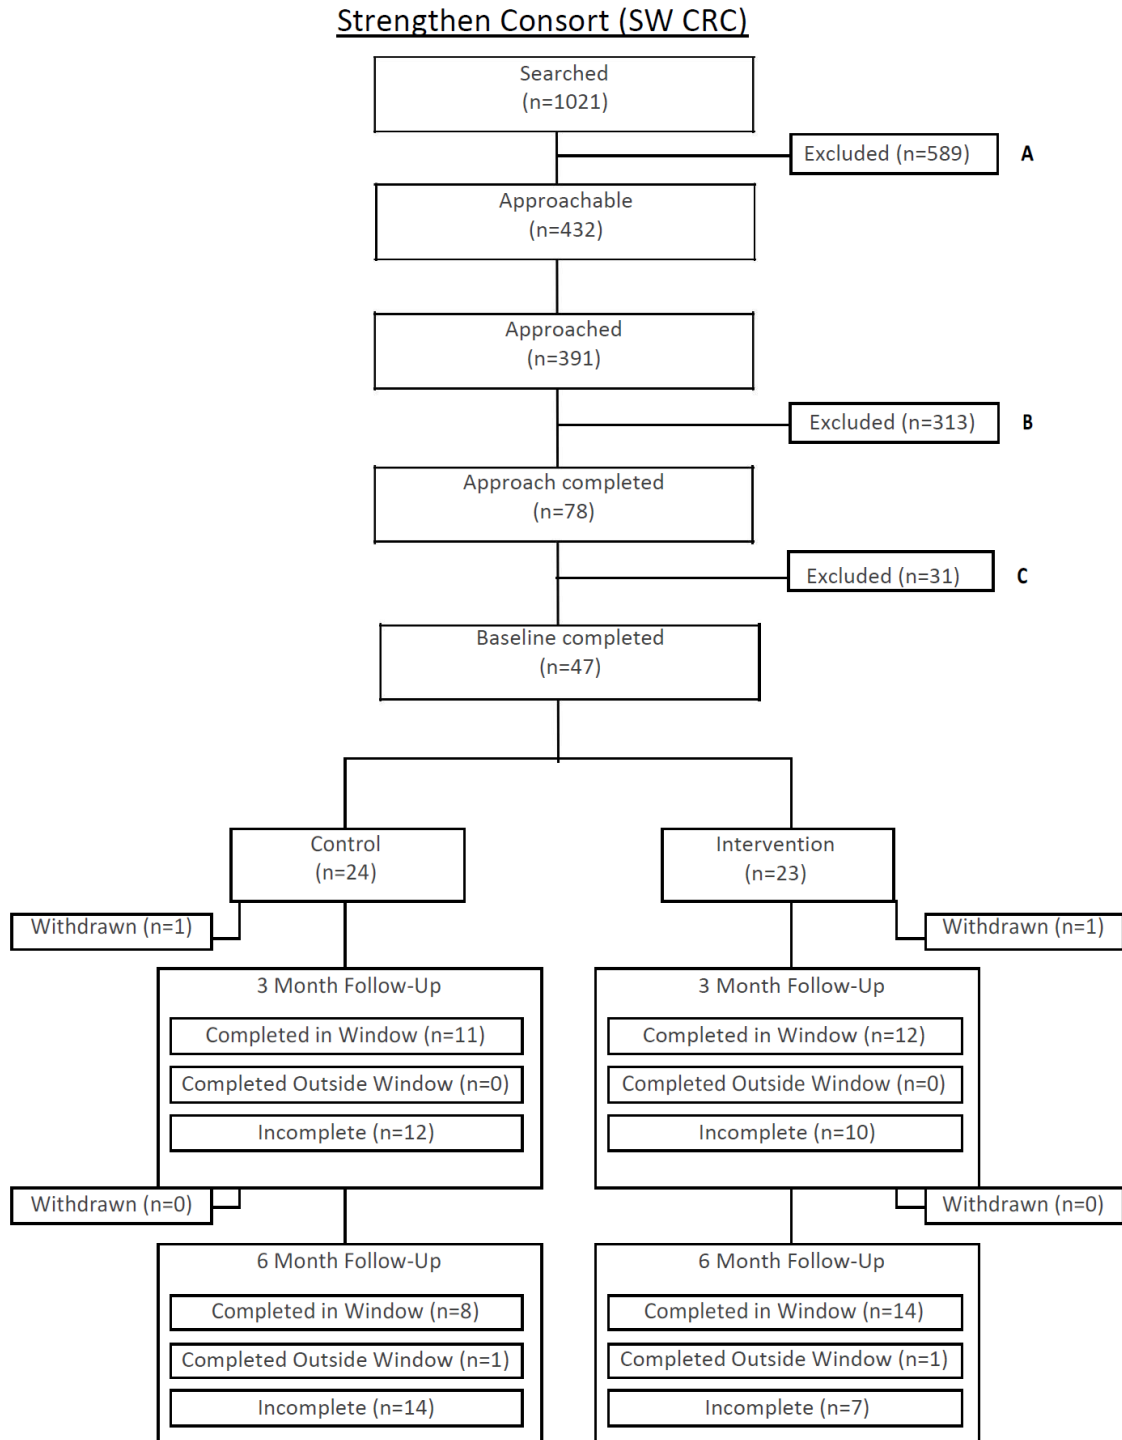 Strengthen Consort (SW CRC)
Searched
(n=1021)
Excluded (n=589)
A
Approachable
(n=432)
Approached
(n=391)
Excluded (n=313)
B
Approach completed
(n=78)
Excluded (n=31)
C
Baseline completed
(n=47)
Control
(n=24)
Intervention
(n=23)
Withdrawn (n=1)
Withdrawn (n=1)
3 Month Follow-Up
Completed in Window (n=11)
Completed Outside Window (n=0)
Incomplete (n=12)
3 Month Follow-Up
Completed in Window (n=12)
Completed Outside Window (n=0)
Incomplete (n=10)
Withdrawn (n=0)
Withdrawn (n=0)
6 Month Follow-Up
Completed in Window (n=8)
Completed Outside Window (n=1)
Incomplete (n=14)
6 Month Follow-Up
Completed in Window (n=14)
Completed Outside Window (n=1)
Incomplete (n=7)